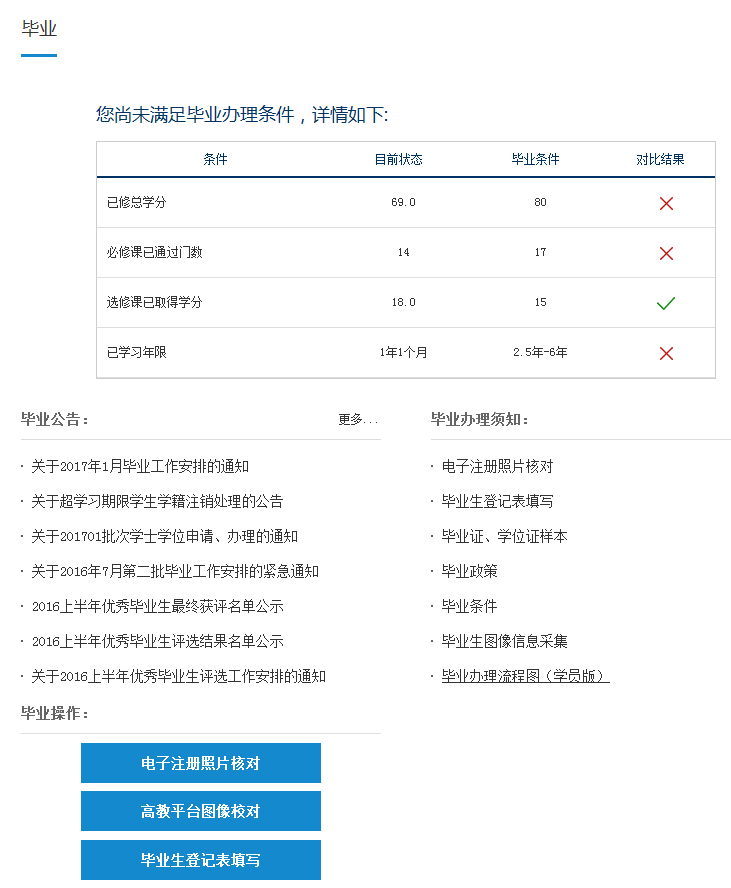 毕业
您尚未满足毕业办理条件，详情如下:
条件 目前状态 毕业条件 对比结果
已修总学分 69.0 80
必修课已通过门数 14 17
选修课已取得学分 18.0 15
已学习年限 1年1个月 2.5年-6年
毕业公告： 更多...
· 关于2017年1月毕业工作安排的通知
· 关于超学习期限学生学籍注销处理的公告
· 关于201701批次学士学位申请、办理的通知
· 关于2016年7月第二批毕业工作安排的紧急通知
· 2016上半年优秀毕业生最终获评名单公示
· 2016上半年优秀毕业生评选结果名单公示
· 关于2016上半年优秀毕业生评选工作安排的通知
毕业办理须知：
· 电子注册照片核对
· 毕业生登记表填写
· 毕业证、学位证样本
· 毕业政策
· 毕业条件
· 毕业生图像信息采集
· 毕业办理流程图（学员版）
毕业操作：
电子注册照片核对
高教平台图像校对
毕业生登记表填写